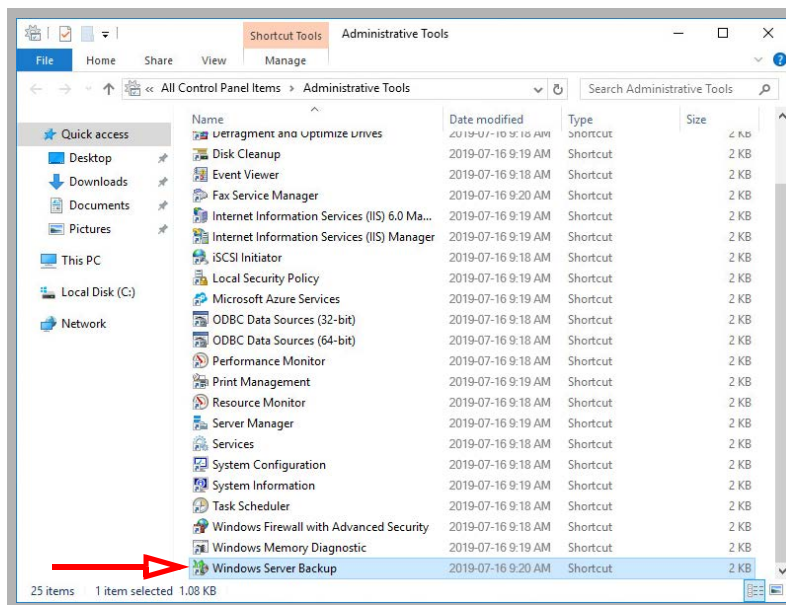 Shortcut Tools Administrative Tools
File Home Share View Manage
« All Control Panel Items › Administrative Tools Search Administrative Tools
Name Date modified Type Size
Quick access
Desktop
Downloads
Documents
Pictures
This PC
Local Disk (C:)
Network
Defragment and Optimize Drives 2019-07-16 9:18 AM Shortcut 2 KB
Disk Cleanup 2019-07-16 9:19 AM Shortcut 2 KB
Event Viewer 2019-07-16 9:18 AM Shortcut 2 KB
Fax Service Manager 2019-07-16 9:20 AM Shortcut 2 KB
Internet Information Services (IIS) 6.0 Ma... 2019-07-16 9:19 AM Shortcut 2 KB
Internet Information Services (IIS) Manager 2019-07-16 9:19 AM Shortcut 2 KB
iSCSI Initiator 2019-07-16 9:18 AM Shortcut 2 KB
Local Security Policy 2019-07-16 9:19 AM Shortcut 2 KB
Microsoft Azure Services 2019-07-16 9:19 AM Shortcut 2 KB
ODBC Data Sources (32-bit) 2019-07-16 9:18 AM Shortcut 2 KB
ODBC Data Sources (64-bit) 2019-07-16 9:18 AM Shortcut 2 KB
Performance Monitor 2019-07-16 9:18 AM Shortcut 2 KB
Print Management 2019-07-16 9:19 AM Shortcut 2 KB
Resource Monitor 2019-07-16 9:18 AM Shortcut 2 KB
Server Manager 2019-07-16 9:19 AM Shortcut 2 KB
Services 2019-07-16 9:18 AM Shortcut 2 KB
System Configuration 2019-07-16 9:18 AM Shortcut 2 KB
System Information 2019-07-16 9:19 AM Shortcut 2 KB
Task Scheduler 2019-07-16 9:18 AM Shortcut 2 KB
Windows Firewall with Advanced Security 2019-07-16 9:18 AM Shortcut 2 KB
Windows Memory Diagnostic 2019-07-16 9:19 AM Shortcut 2 KB
Windows Server Backup 2019-07-16 9:20 AM Shortcut 2 KB
25 items 1 item selected 1.08 KB